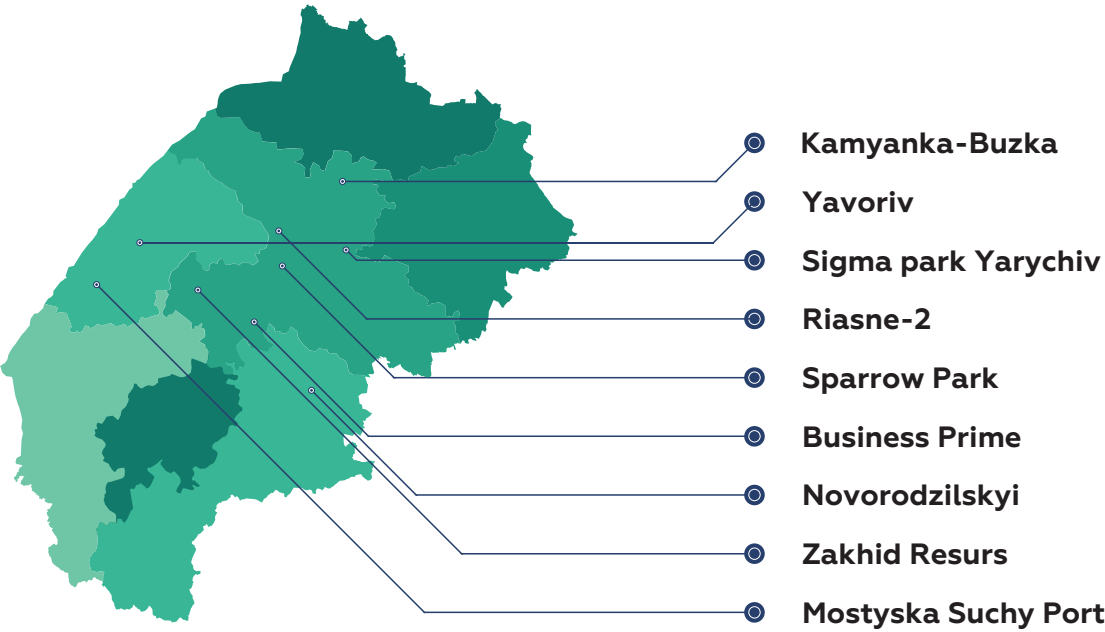 Kamyanka-Buzka
Yavoriv
Sigma park Yarychiv
Riasne-2
Sparrow Park
Business Prime
Novorodzilskyi
Zakhid Resurs
Mostyska Suchy Port